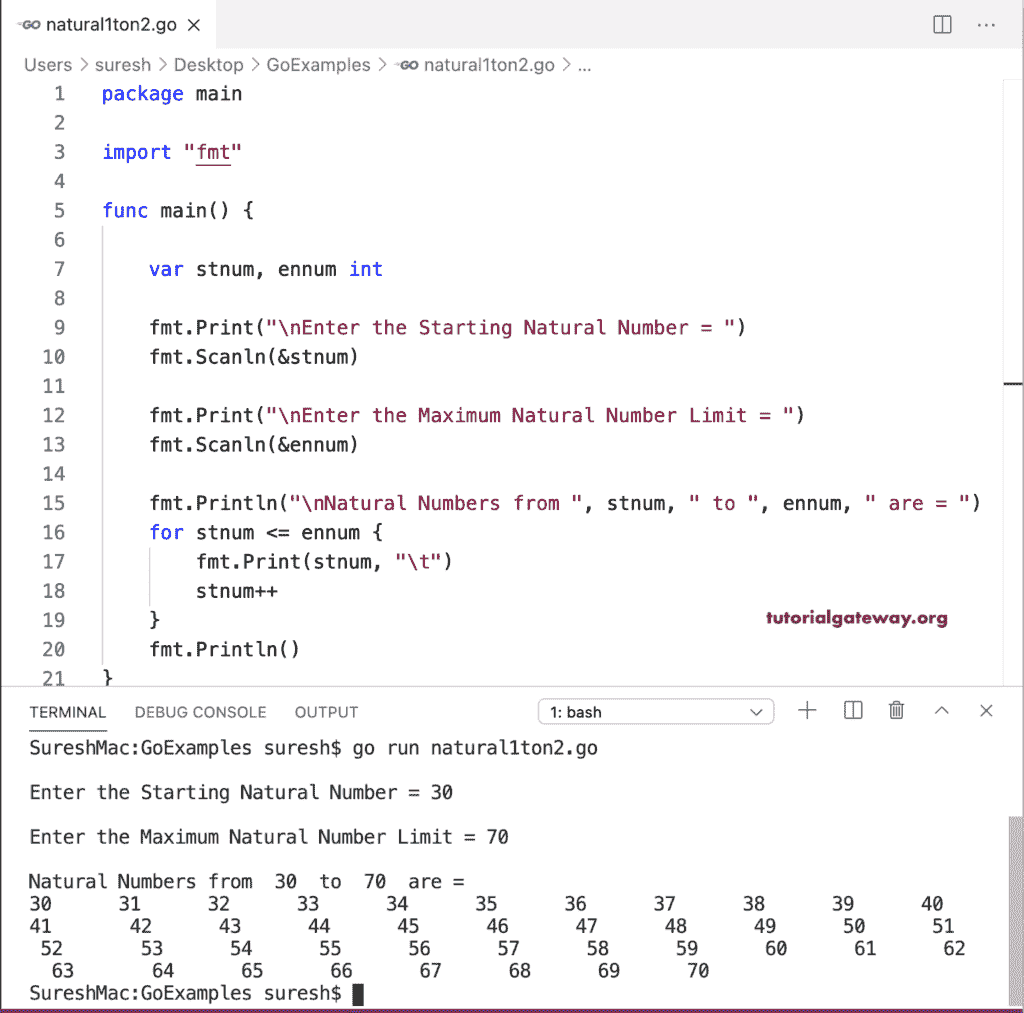 GO natural1ton2.go ×
Users > suresh > Desktop > GoExamples > GO natural1ton2.go > ...
1 package main
2
3 import "fmt"
4
5 func main() {
6
7     var stnum, ennum int
8
9     fmt.Print("\nEnter the Starting Natural Number = ")
10     fmt.Scanln(&stnum)
11
12     fmt.Print("\nEnter the Maximum Natural Number Limit = ")
13     fmt.Scanln(&ennum)
14
15     fmt.Println("\nNatural Numbers from ", stnum, " to ", ennum, " are = ")
16     for stnum <= ennum {
17         fmt.Print(stnum, "\t")
18         stnum++
19     }
tutorialgateway.org
20     fmt.Println()
21 }
TERMINAL DEBUG CONSOLE OUTPUT 1: bash
SureshMac:GoExamples suresh$ go run natural1ton2.go
Enter the Starting Natural Number = 30
Enter the Maximum Natural Number Limit = 70
Natural Numbers from  30  to  70  are =
30 31 32 33 34 35 36 37 38 39 40
41 42 43 44 45 46 47 48 49 50 51
52 53 54 55 56 57 58 59 60 61 62
63 64 65 66 67 68 69 70
SureshMac:GoExamples suresh$